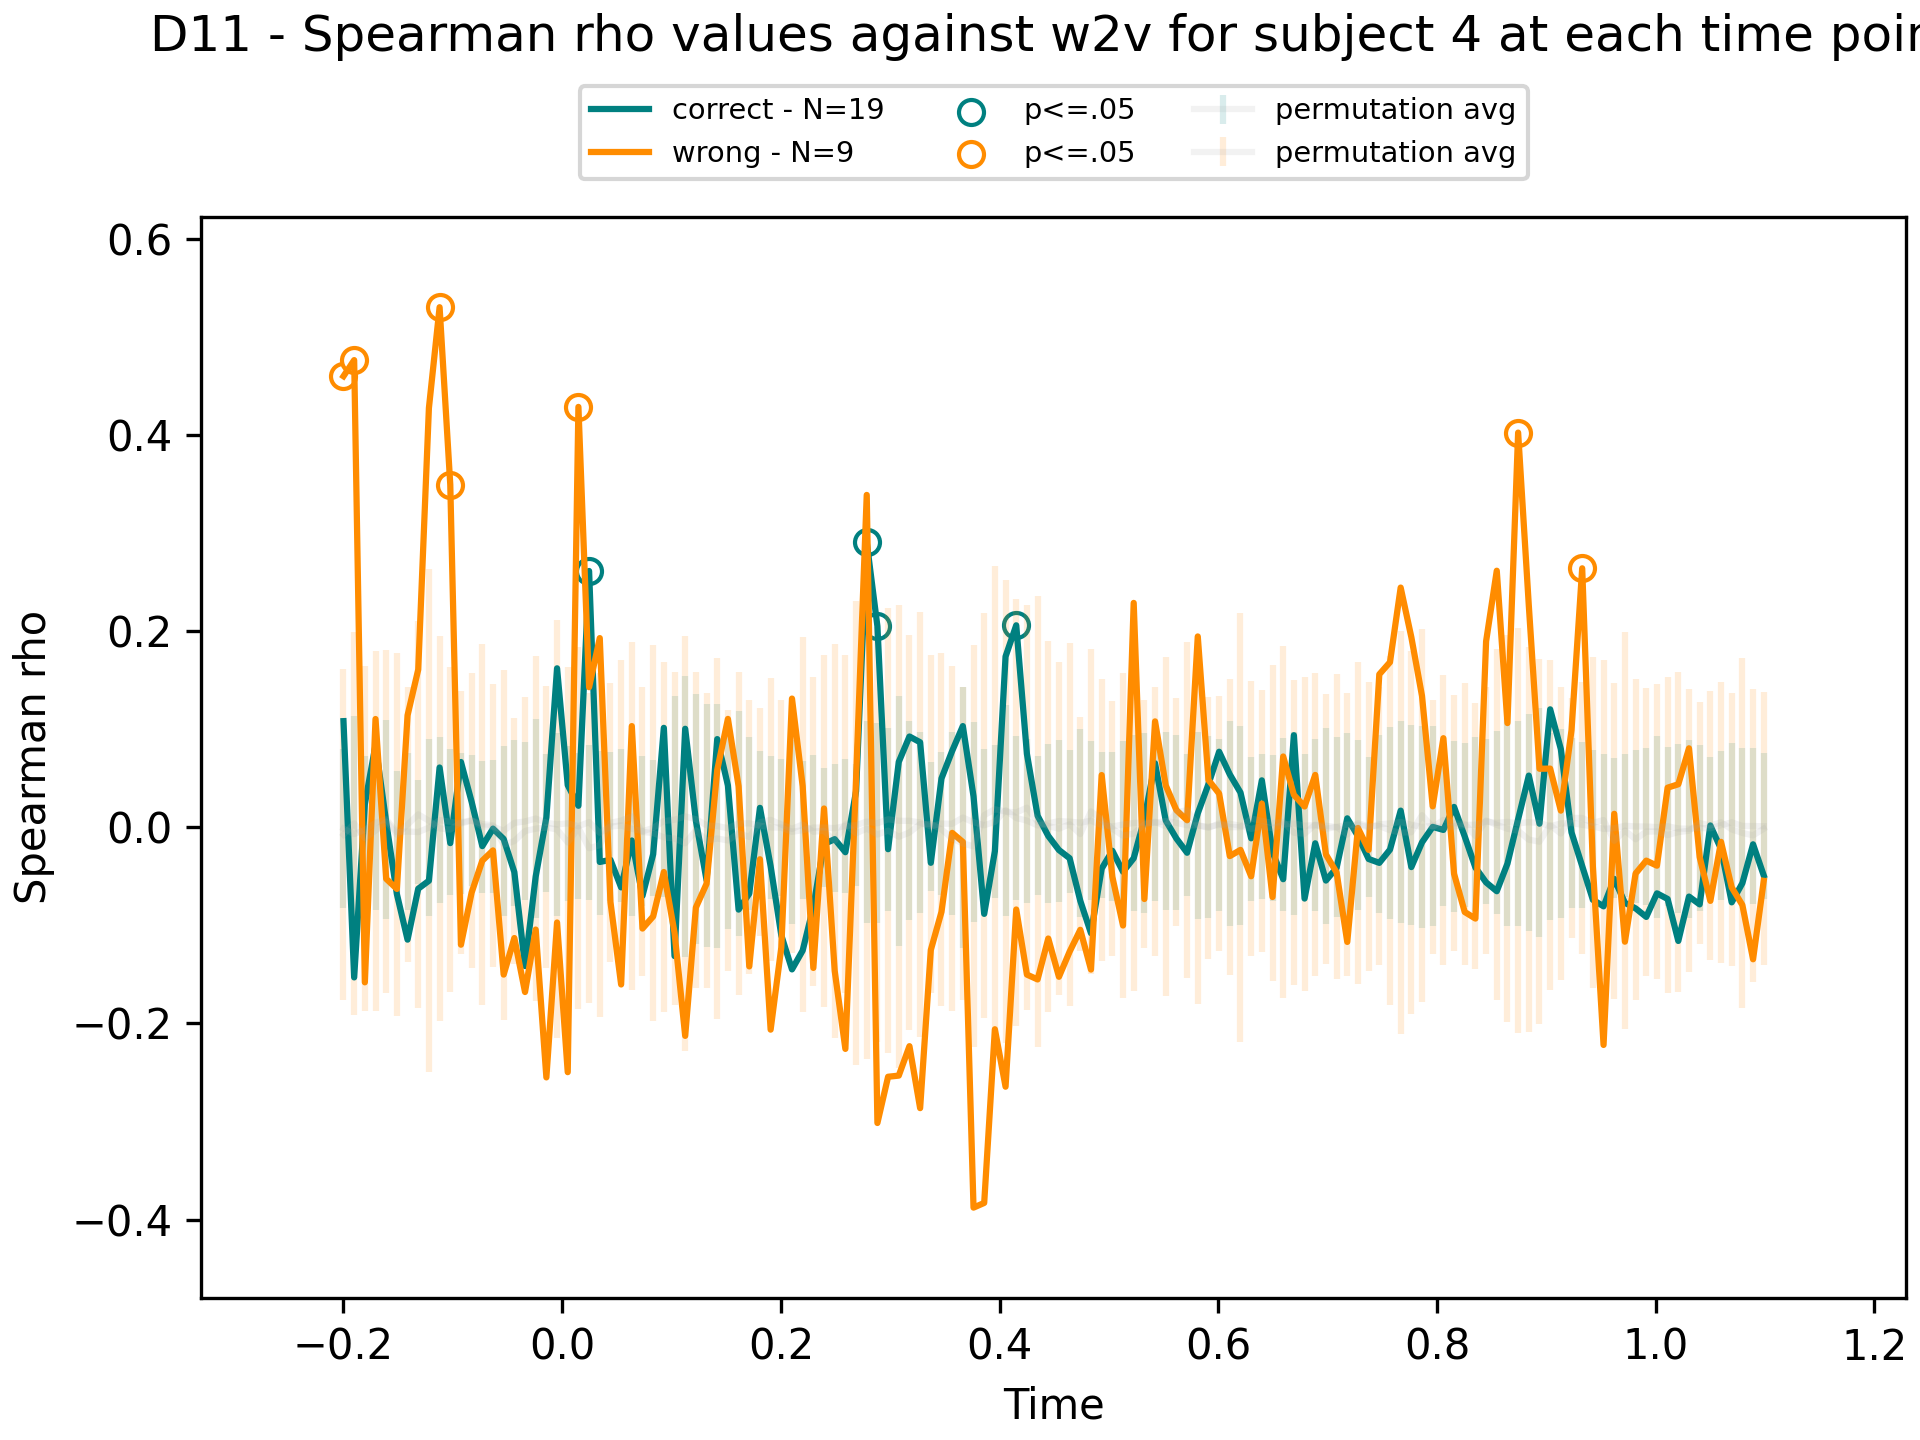 D11 - Spearman rho values against w2v for subject 4 at each time poin
correct - N=19 p<=.05 permutation avg
wrong - N=9 p<=.05 permutation avg
0.6
0.4
0.2
0.0
−0.2
−0.4
Spearman rho
−0.2 0.0 0.2 0.4 0.6 0.8 1.0 1.2
Time